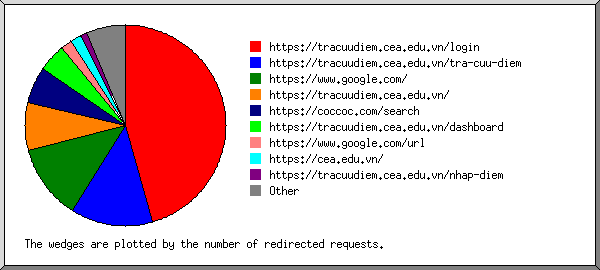 https://tracuudiem.cea.edu.vn/login
https://tracuudiem.cea.edu.vn/tra-cuu-diem
https://www.google.com/
https://tracuudiem.cea.edu.vn/
https://coccoc.com/search
https://tracuudiem.cea.edu.vn/dashboard
https://www.google.com/url
https://cea.edu.vn/
https://tracuudiem.cea.edu.vn/nhap-diem
Other
The wedges are plotted by the number of redirected requests.